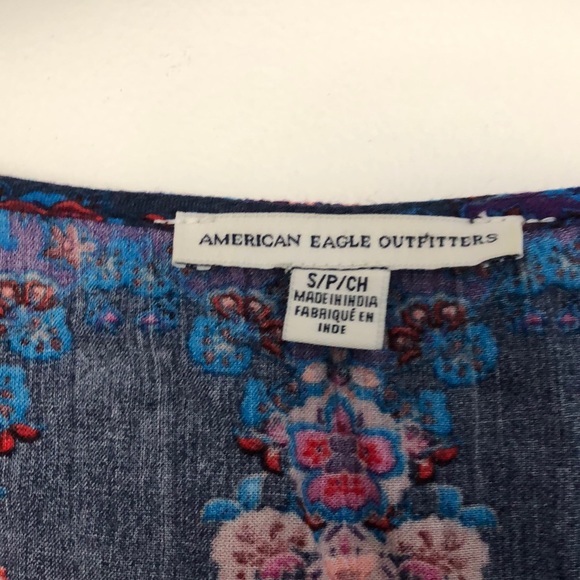 AMERICAN EAGLE OUTFITTERS
S/P/CH
MADE IN INDIA
FABRIQUÉ EN
INDE